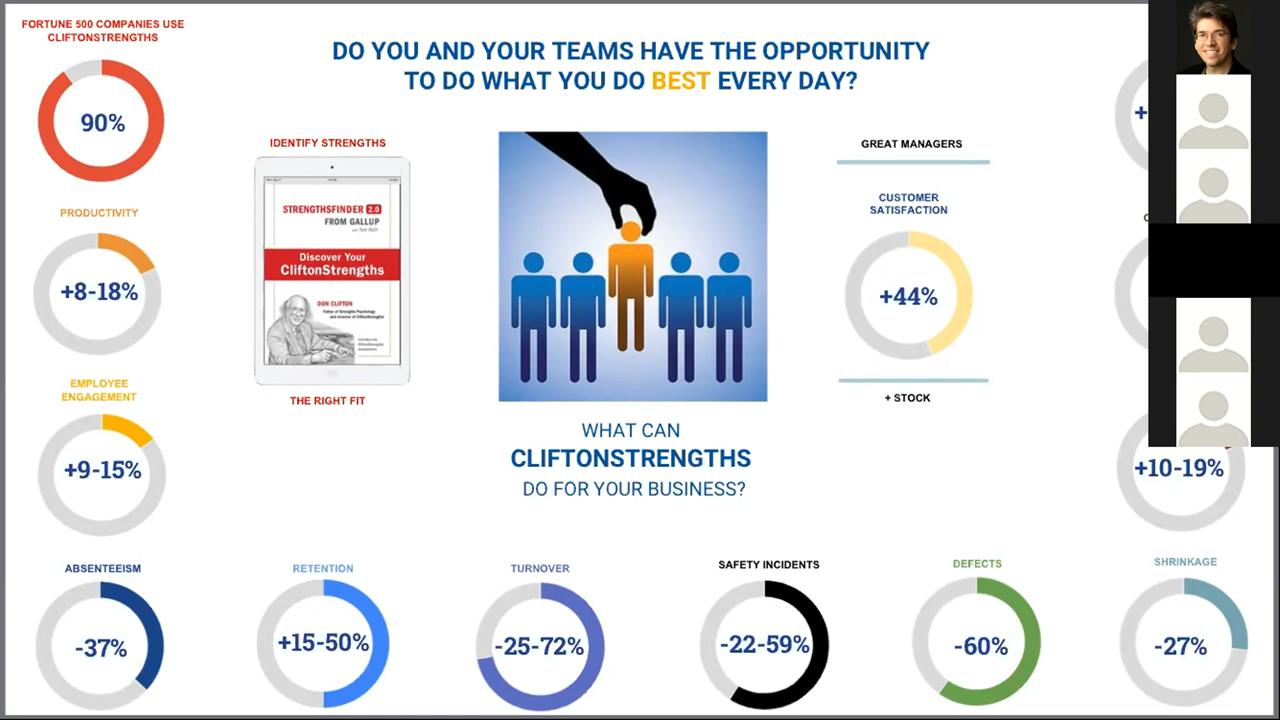 FORTUNE 500 COMPANIES USE
CLIFTONSTRENGTHS
90%
DO YOU AND YOUR TEAMS HAVE THE OPPORTUNITY
TO DO WHAT YOU DO BEST EVERY DAY?
PRODUCTIVITY
+8-18%
EMPLOYEE
ENGAGEMENT
+9-15%
IDENTIFY STRENGTHS
STRENGTHSFINDER 2.0
FROM GALLUP
Discover Your
CliftonStrengths
DON CLIFTON
THE RIGHT FIT
WHAT CAN
CLIFTONSTRENGTHS
DO FOR YOUR BUSINESS?
GREAT MANAGERS
CUSTOMER
SATISFACTION
+44%
+ STOCK
+10-19%
ABSENTEEISM
-37%
RETENTION
+15-50%
TURNOVER
-25-72%
SAFETY INCIDENTS
-22-59%
DEFECTS
-60%
SHRINKAGE
-27%